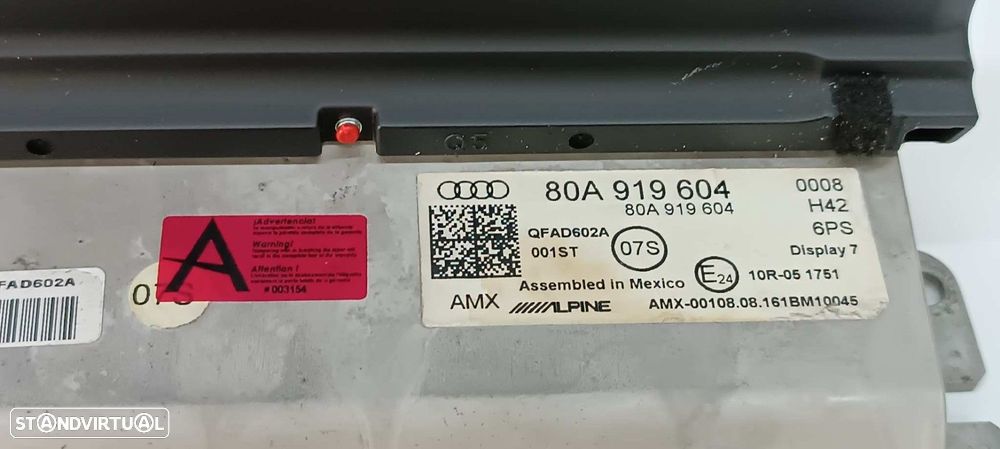 Q5
80A 919 604
0008
80A 919 604
H42
QFAD602A
6PS
001ST
07S
Display 7
E24
10R-05 1751
Assembled in Mexico
AMX
ALPINE
AMX-00108.08.161BM10045
¡Advertencia!
A
Warning!
Attention !
# 003154
FAD602A
07S
STANDVIRTUAL